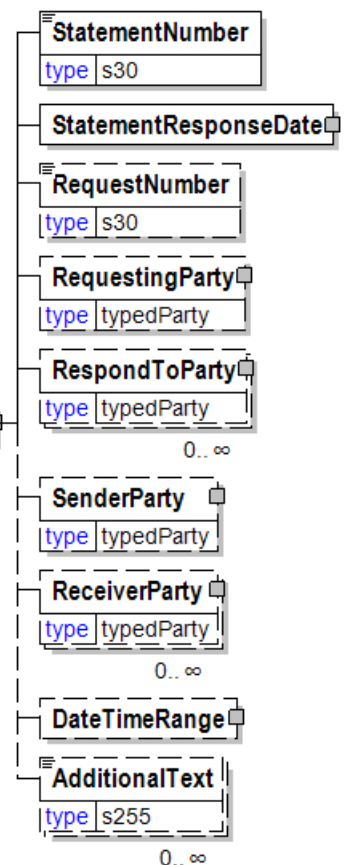 StatementNumber
type s30
StatementResponseDate
RequestNumber
type s30
RequestingParty
type typedParty
RespondToParty
type typedParty
0.. ∞
SenderParty
type typedParty
ReceiverParty
type typedParty
0.. ∞
DateTimeRange
AdditionalText
type s255
0.. ∞